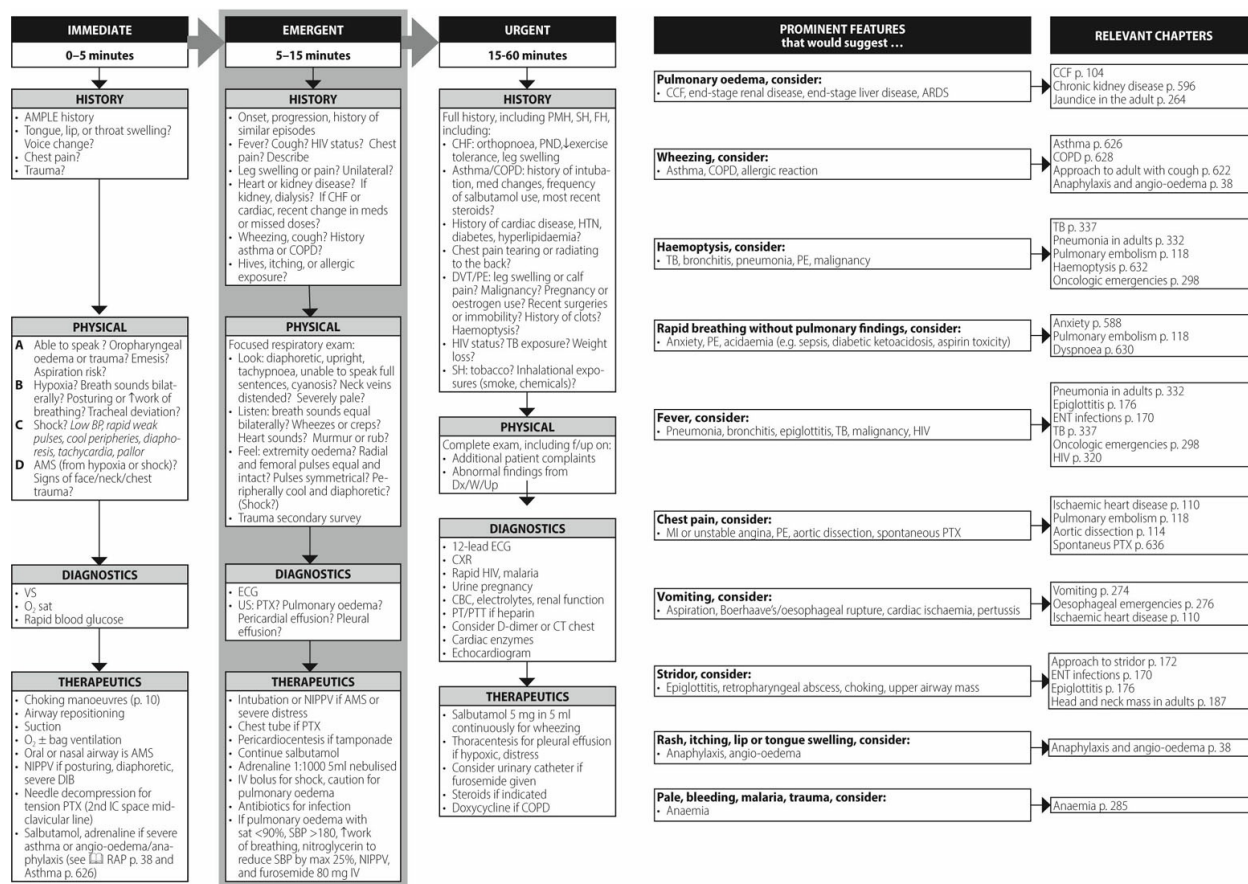 IMMEDIATE
0–5 minutes
HISTORY
• AMPLE history
• Tongue, lip, or throat swelling?
Voice change?
• Chest pain?
• Trauma?
PHYSICAL
A Able to speak ? Oropharyngeal
oedema or trauma? Emesis?
Aspiration risk?
B Hypoxia? Breath sounds bilat-
erally? Posturing or ↑work of
breathing? Tracheal deviation?
C Shock? Low BP, rapid weak
pulses, cool peripheries, diapho-
resis, tachycardia, pallor
D AMS (from hypoxia or shock)?
Signs of face/neck/chest
trauma?
DIAGNOSTICS
• VS
• O₂ sat
• Rapid blood glucose
THERAPEUTICS
• Choking manoeuvres (p. 10)
• Airway repositioning
• Suction
• O₂ ± bag ventilation
• Oral or nasal airway is AMS
• NIPPV if posturing, diaphoretic,
severe DIB
• Needle decompression for
tension PTX (2nd IC space mid-
clavicular line)
• Salbutamol, adrenaline if severe
asthma or angio-oedema/ana-
phylaxis (see RAP p. 38 and
Asthma p. 626)
EMERGENT
5–15 minutes
HISTORY
• Onset, progression, history of
similar episodes
• Fever? Cough? HIV status? Chest
pain? Describe
• Leg swelling or pain? Unilateral?
• Heart or kidney disease? If
kidney, dialysis? If CHF or
cardiac, recent change in meds
or missed doses?
• Wheezing, cough? History
asthma or COPD?
• Hives, itching, or allergic
exposure?
PHYSICAL
Focused respiratory exam:
• Look: diaphoretic, upright,
tachypnoea, unable to speak full
sentences, cyanosis? Neck veins
distended? Severely pale?
• Listen: breath sounds equal
bilaterally? Wheezes or creps?
Heart sounds? Murmur or rub?
• Feel: extremity oedema? Radial
and femoral pulses equal and
intact? Pulses symmetrical? Pe-
ripherally cool and diaphoretic?
(Shock?)
• Trauma secondary survey
DIAGNOSTICS
• ECG
• US: PTX? Pulmonary oedema?
Pericardial effusion? Pleural
effusion?
THERAPEUTICS
• Intubation or NIPPV if AMS or
severe distress
• Chest tube if PTX
• Pericardiocentesis if tamponade
• Continue salbutamol
• Adrenaline 1:1000 5ml nebulised
• IV bolus for shock, caution for
pulmonary oedema
• Antibiotics for infection
• If pulmonary oedema with
sat <90%, SBP >180, ↑work
of breathing, nitroglycerin to
reduce SBP by max 25%, NIPPV,
and furosemide 80 mg IV
URGENT
15-60 minutes
HISTORY
Full history, including PMH, SH, FH,
including:
• CHF: orthopnoea, PND,↓exercise
tolerance, leg swelling
• Asthma/COPD: history of intuba-
tion, med changes, frequency
of salbutamol use, most recent
steroids?
• History of cardiac disease, HTN,
diabetes, hyperlipidaemia?
• Chest pain tearing or radiating
to the back?
• DVT/PE: leg swelling or calf
pain? Malignancy? Pregnancy or
oestrogen use? Recent surgeries
or immobility? History of clots?
Haemoptysis?
• HIV status? TB exposure? Weight
loss?
• SH: tobacco? Inhalational expo-
sures (smoke, chemicals)?
PHYSICAL
Complete exam, including f/up on:
• Additional patient complaints
• Abnormal findings from
Dx/W/Up
DIAGNOSTICS
• 12-lead ECG
• CXR
• Rapid HIV, malaria
• Urine pregnancy
• CBC, electrolytes, renal function
• PT/PTT if heparin
• Consider D-dimer or CT chest
• Cardiac enzymes
• Echocardiogram
THERAPEUTICS
• Salbutamol 5 mg in 5 ml
continuously for wheezing
• Thoracentesis for pleural effusion
if hypoxic, distress
• Consider urinary catheter if
furosemide given
• Steroids if indicated
• Doxycycline if COPD
PROMINENT FEATURES
that would suggest …
RELEVANT CHAPTERS
Pulmonary oedema, consider:
• CCF, end-stage renal disease, end-stage liver disease, ARDS
CCF p. 104
Chronic kidney disease p. 596
Jaundice in the adult p. 264
Wheezing, consider:
• Asthma, COPD, allergic reaction
Asthma p. 626
COPD p. 628
Approach to adult with cough p. 622
Anaphylaxis and angio-oedema p. 38
Haemoptysis, consider:
• TB, bronchitis, pneumonia, PE, malignancy
TB p. 337
Pneumonia in adults p. 332
Pulmonary embolism p. 118
Haemoptysis p. 632
Oncologic emergencies p. 298
Rapid breathing without pulmonary findings, consider:
• Anxiety, PE, acidaemia (e.g. sepsis, diabetic ketoacidosis, aspirin toxicity)
Anxiety p. 588
Pulmonary embolism p. 118
Dyspnoea p. 630
Fever, consider:
• Pneumonia, bronchitis, epiglottitis, TB, malignancy, HIV
Pneumonia in adults p. 332
Epiglottitis p. 176
ENT infections p. 170
TB p. 337
Oncologic emergencies p. 298
HIV p. 320
Chest pain, consider:
• MI or unstable angina, PE, aortic dissection, spontaneous PTX
Ischaemic heart disease p. 110
Pulmonary embolism p. 118
Aortic dissection p. 114
Spontaneus PTX p. 636
Vomiting, consider:
• Aspiration, Boerhaave's/oesophageal rupture, cardiac ischaemia, pertussis
Vomiting p. 274
Oesophageal emergencies p. 276
Ischaemic heart disease p. 110
Stridor, consider:
• Epiglottitis, retropharyngeal abscess, choking, upper airway mass
Approach to stridor p. 172
ENT infections p. 170
Epiglottitis p. 176
Head and neck mass in adults p. 187
Rash, itching, lip or tongue swelling, consider:
• Anaphylaxis, angio-oedema
Anaphylaxis and angio-oedema p. 38
Pale, bleeding, malaria, trauma, consider:
• Anaemia
Anaemia p. 285